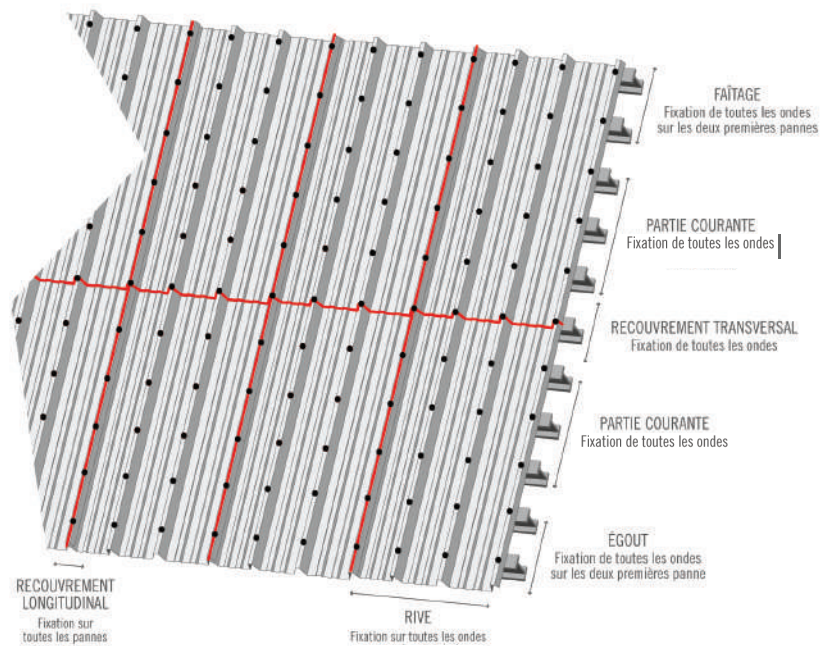 FAÎTAGE
Fixation de toutes les ondes
sur les deux premières pannes
PARTIE COURANTE
Fixation de toutes les ondes
RECOUVREMENT TRANSVERSAL
Fixation de toutes les ondes
PARTIE COURANTE
Fixation de toutes les ondes
ÉGOUT
Fixation de toutes les ondes
sur les deux premières panne
RECOUVREMENT
LONGITUDINAL
Fixation sur
toutes les pannes
RIVE
Fixation sur toutes les ondes